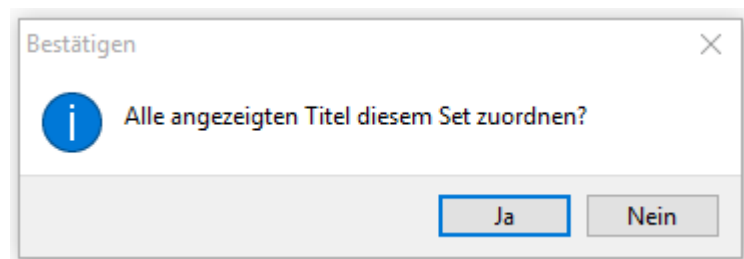 Bestätigen
Alle angezeigten Titel diesem Set zuordnen?
Ja Nein